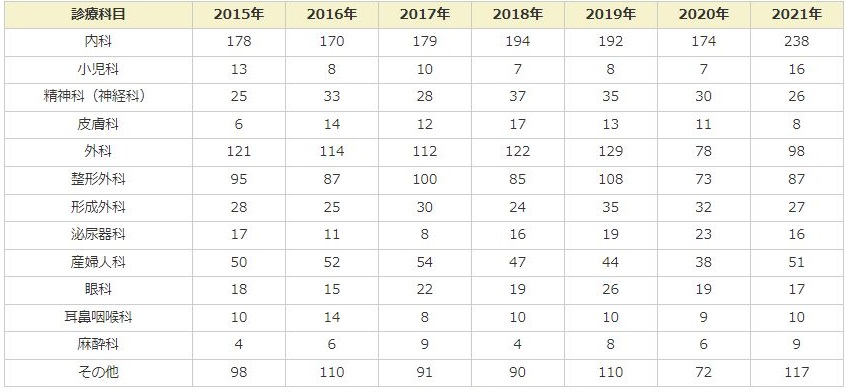 診療科目 2015年 2016年 2017年 2018年 2019年 2020年 2021年
内科 178 170 179 194 192 174 238
小児科 13 8 10 7 8 7 16
精神科（神経科） 25 33 28 37 35 30 26
皮膚科 6 14 12 17 13 11 8
外科 121 114 112 122 129 78 98
整形外科 95 87 100 85 108 73 87
形成外科 28 25 30 24 35 32 27
泌尿器科 17 11 8 16 19 23 16
産婦人科 50 52 54 47 44 38 51
眼科 18 15 22 19 26 19 17
耳鼻咽喉科 10 14 8 10 10 9 10
麻酔科 4 6 9 4 8 6 9
その他 98 110 91 90 110 72 117